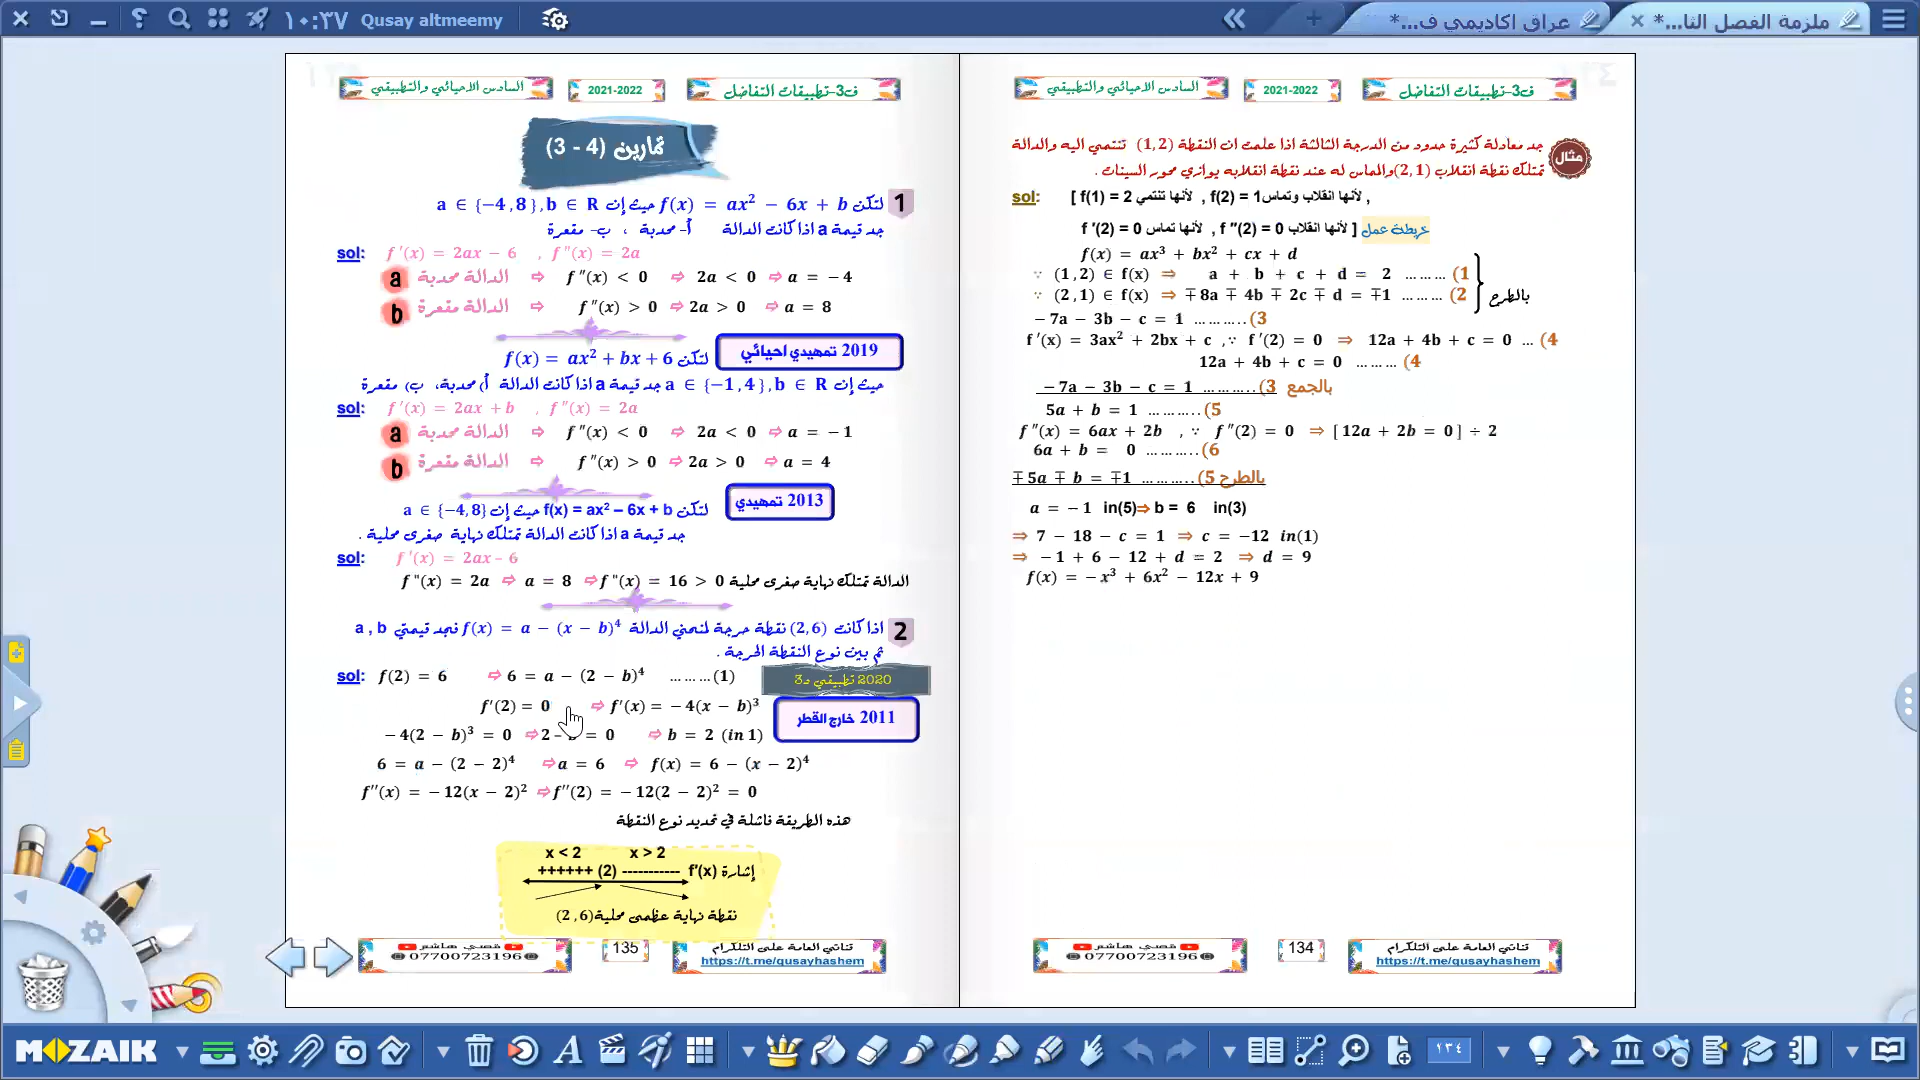 ١٠:٣٧ Qusay altmeemy
عراق اكاديمي ف...*
ملزمة الفصل الثا...*
ف3-تطبيقات التفاضل
2021-2022
السادس الاحيائي والتطبيقي
جد معادلة كثيرة حدود من الدرجة الثالثة اذا علمت ان النقطة (1,2) تنتمي اليه والدالة
تمتلك نقطة انقلاب (2,1) والمماس له عند نقطة انقلابه يوازي محور السينات .
مثال
sol: [ f(1) = 2 لأنها تنتمي , f(2) = 1 لأنها انقلاب وتماس ,
f ′(2) = 0 لأنها تماس , f ″(2) = 0 لأنها انقلاب ] خريطة عمل
f(x) = ax³ + bx² + cx + d
∵ (1,2) ∈ f(x) ⇒ a + b + c + d = 2 ……… (1
∵ (2,1) ∈ f(x) ⇒ ∓8a ∓ 4b ∓ 2c ∓ d = ∓1 ……… (2
بالطرح
−7a − 3b − c = 1 ……….. (3
f ′(x) = 3ax² + 2bx + c ,∵ f ′(2) = 0 ⇒ 12a + 4b + c = 0 … (4
12a + 4b + c = 0 ……… (4
−7a − 3b − c = 1 ……….. (3 بالجمع
5a + b = 1 ……….. (5
f ″(x) = 6ax + 2b , ∵ f ″(2) = 0 ⇒ [12a + 2b = 0] ÷ 2
6a + b = 0 ……….. (6
∓5a ∓ b = ∓1 ……….. (5 بالطرح
a = −1 in(5)⇒ b = 6 in(3)
⇒ 7 − 18 − c = 1 ⇒ c = −12 in(1)
⇒ −1 + 6 − 12 + d = 2 ⇒ d = 9
f(x) = −x³ + 6x² − 12x + 9
قناتي العامة على التلكرام
https://t.me/qusayhashem
134
قصي هاشم
07700723196
ف3-تطبيقات التفاضل
2021-2022
السادس الاحيائي والتطبيقي
تمارين (4 - 3)
1 لتكن f(x) = ax² − 6x + b حيث إن a ∈ {−4,8},b ∈ R
جد قيمة a اذا كانت الدالة أ- محدبة ، ب- مقعرة
sol: f ′(x) = 2ax − 6 , f ″(x) = 2a
a الدالة محدبة ⇨ f ″(x) < 0 ⇨ 2a < 0 ⇨ a = −4
b الدالة مقعرة ⇨ f ″(x) > 0 ⇨ 2a > 0 ⇨ a = 8
2019 تمهيدي احيائي
لتكن f(x) = ax² + bx + 6
حيث إن a ∈ {−1,4},b ∈ R جد قيمة a اذا كانت الدالة أ) محدبة، ب) مقعرة
sol: f ′(x) = 2ax + b , f ″(x) = 2a
a الدالة محدبة ⇨ f ″(x) < 0 ⇨ 2a < 0 ⇨ a = −1
b الدالة مقعرة ⇨ f ″(x) > 0 ⇨ 2a > 0 ⇨ a = 4
2013 تمهيدي
لتكن f(x) = ax² – 6x + b حيث إن a ∈ {−4,8}
جد قيمة a اذا كانت الدالة تمتلك نهاية صغرى محلية .
sol: f ′(x) = 2ax − 6
f ″(x) = 2a ⇨ a = 8 ⇨ f ″(x) = 16 > 0 الدالة تمتلك نهاية صغرى محلية
2 اذا كانت (2,6) نقطة حرجة لمنحني الدالة f(x) = a − (x − b)⁴ فجد قيمتي a , b
ثم بين نوع النقطة الحرجة .
2020 تطبيقي د3
2011 خارج القطر
sol: f(2) = 6 ⇨ 6 = a − (2 − b)⁴ ………(1)
f′(2) = 0 ⇨ f′(x) = −4(x − b)³
−4(2 − b)³ = 0 ⇨ 2 − b = 0 ⇨ b = 2 (in 1)
6 = a − (2 − 2)⁴ ⇨ a = 6 ⇨ f(x) = 6 − (x − 2)⁴
f′′(x) = −12(x − 2)² ⇨ f′′(2) = −12(2 − 2)² = 0
هذه الطريقة فاشلة في تحديد نوع النقطة
x < 2 x > 2
++++++ (2) ----------- f′(x) إشارة
نقطة نهاية عظمى محلية (2,6)
قناتي العامة على التلكرام
https://t.me/qusayhashem
135
قصي هاشم
07700723196
MOZAIK
١٣٤